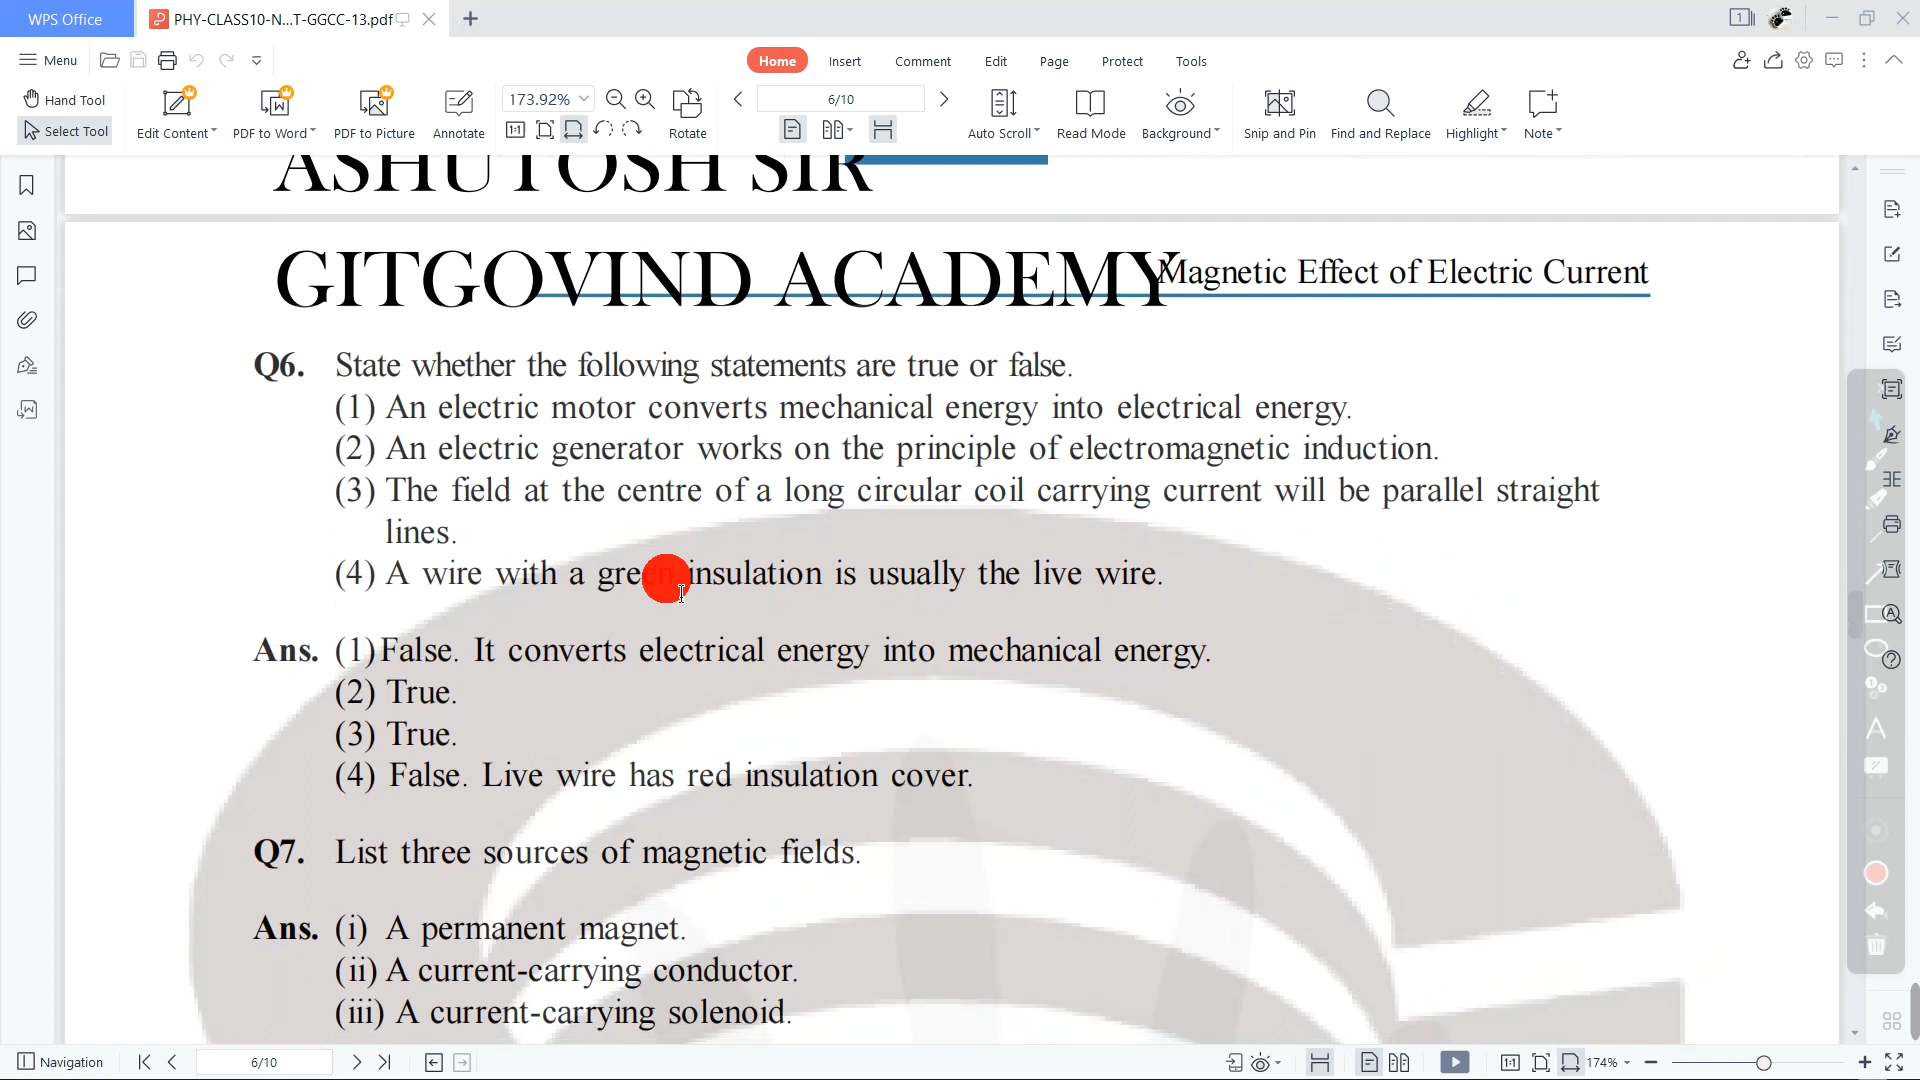 WPS Office
PHY-CLASS10-N...T-GGCC-13.pdf
1
Menu
Home
Insert
Comment
Edit
Page
Protect
Tools
Hand Tool
Select Tool
Edit Content
PDF to Word
PDF to Picture
Annotate
173.92%
1:1
Rotate
6/10
Auto Scroll
Read Mode
Background
Snip and Pin
Find and Replace
Highlight
Note
ASHUTOSH SIR
GITGOVIND ACADEMY
Magnetic Effect of Electric Current
Q6. State whether the following statements are true or false.
(1) An electric motor converts mechanical energy into electrical energy.
(2) An electric generator works on the principle of electromagnetic induction.
(3) The field at the centre of a long circular coil carrying current will be parallel straight
lines.
(4) A wire with a green insulation is usually the live wire.
Ans. (1)False. It converts electrical energy into mechanical energy.
(2) True.
(3) True.
(4) False. Live wire has red insulation cover.
Q7. List three sources of magnetic fields.
Ans. (i) A permanent magnet.
(ii) A current-carrying conductor.
(iii) A current-carrying solenoid.
Navigation
6/10
1:1
174%